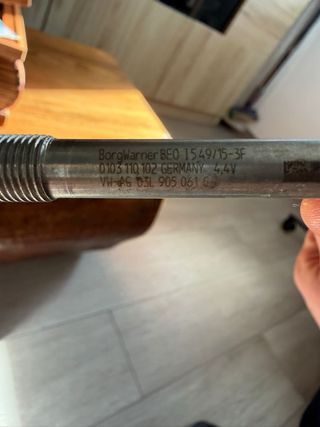 BorgWarner BEO 1549/15-3F
0103 110 102 GERMANY 4,4V
VW-AG 03L 905 061 G